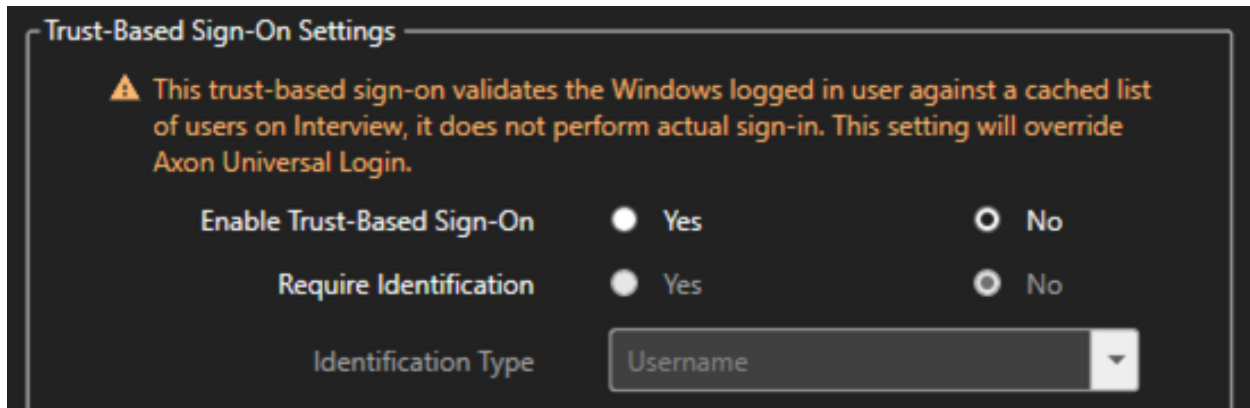 Trust-Based Sign-On Settings
This trust-based sign-on validates the Windows logged in user against a cached list
of users on Interview, it does not perform actual sign-in. This setting will override
Axon Universal Login.
Enable Trust-Based Sign-On Yes No
Require Identification Yes No
Identification Type Username